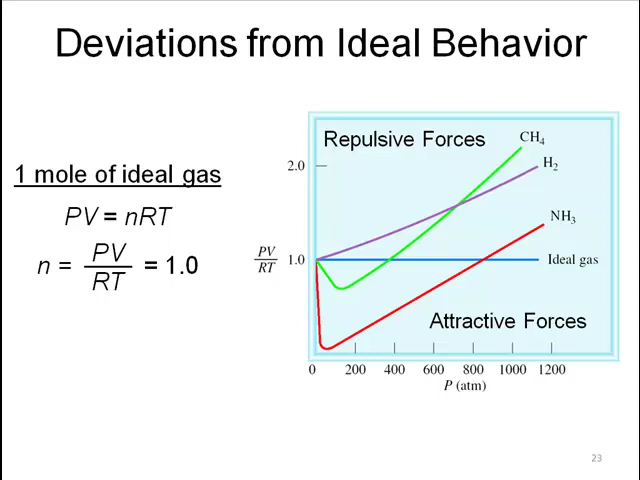 Deviations from Ideal Behavior
1 mole of ideal gas
PV = nRT
n = PV / RT = 1.0
Repulsive Forces
CH₄
H₂
NH₃
Ideal gas
Attractive Forces
2.0
1.0
PV / RT
0 200 400 600 800 1000 1200
P (atm)
23